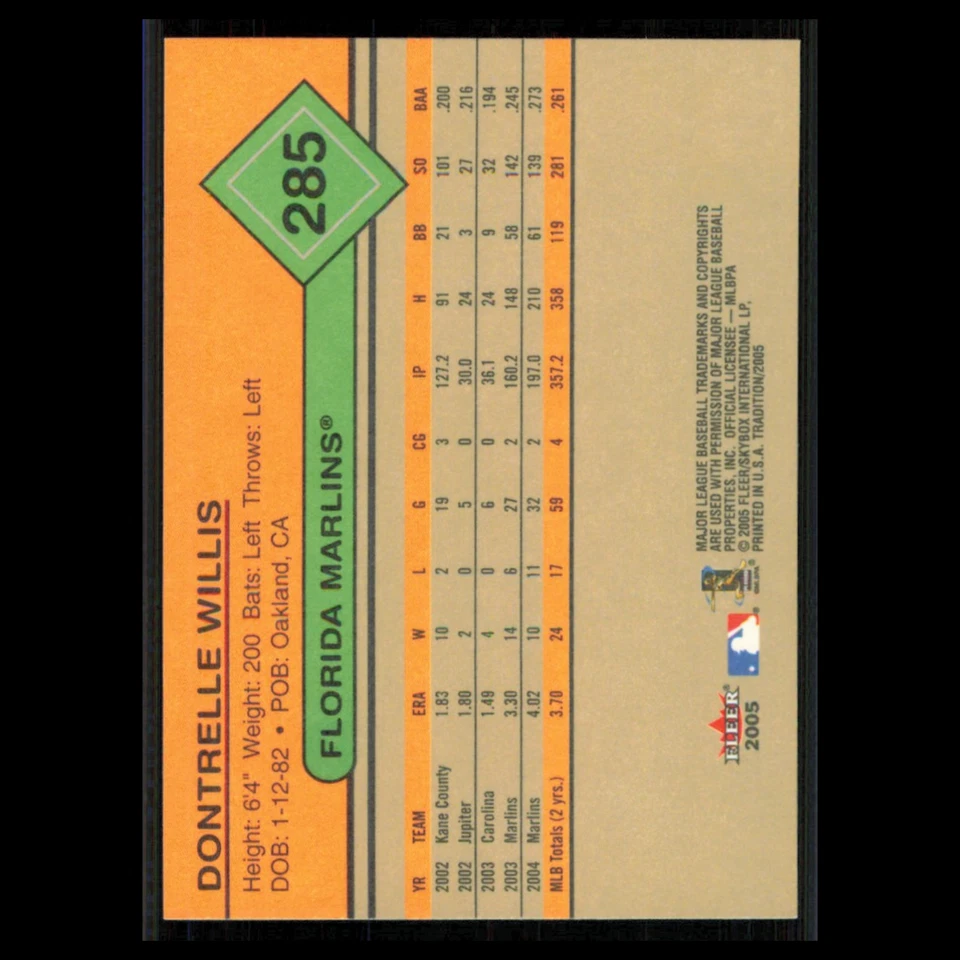 DONTRELLE WILLIS
Height: 6'4" Weight: 200 Bats: Left Throws: Left
DOB: 1-12-82 • POB: Oakland, CA
285
FLORIDA MARLINS®
YR TEAM ERA W L G CG IP H BB SO BAA
2002 Kane County 1.83 10 2 19 3 127.2 91 21 101 .200
2002 Jupiter 1.80 2 0 5 0 30.0 24 3 27 .216
2003 Carolina 1.49 4 0 6 0 36.1 24 9 32 .194
2003 Marlins 3.30 14 6 27 2 160.2 148 58 142 .245
2004 Marlins 4.02 10 11 32 2 197.0 210 61 139 .273
MLB Totals (2 yrs.) 3.70 24 17 59 4 357.2 358 119 281 .261
MAJOR LEAGUE BASEBALL TRADEMARKS AND COPYRIGHTS
ARE USED WITH PERMISSION OF MAJOR LEAGUE BASEBALL
PROPERTIES, INC. OFFICIAL LICENSEE — MLBPA
© 2005 FLEER/SKYBOX INTERNATIONAL LP.
PRINTED IN U.S.A. TRADITION/2005
FLEER®
2005